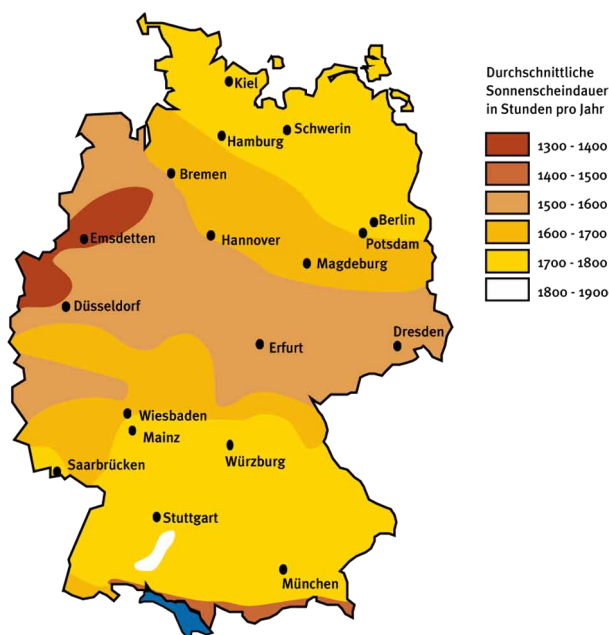 Kiel
Schwerin
Hamburg
Bremen
Berlin
Emsdetten
Hannover
Potsdam
Magdeburg
Düsseldorf
Dresden
Erfurt
Wiesbaden
Mainz
Saarbrücken
Würzburg
Stuttgart
München
Durchschnittliche
Sonnenscheindauer
in Stunden pro Jahr
1300 - 1400
1400 - 1500
1500 - 1600
1600 - 1700
1700 - 1800
1800 - 1900